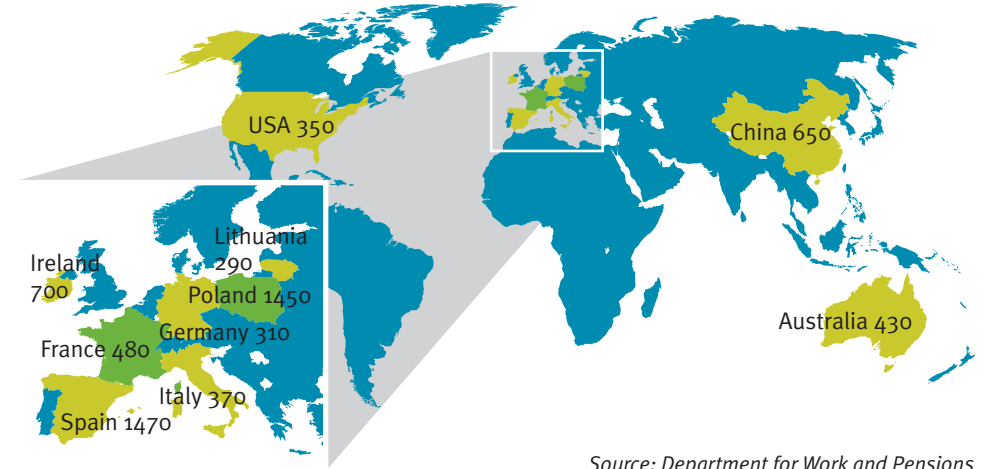 USA 350
China 650
Lithuania
290
Ireland
700
Poland 1450
Germany 310
Australia 430
France 480
Italy 370
Spain 1470
Source: Department for Work and Pensions